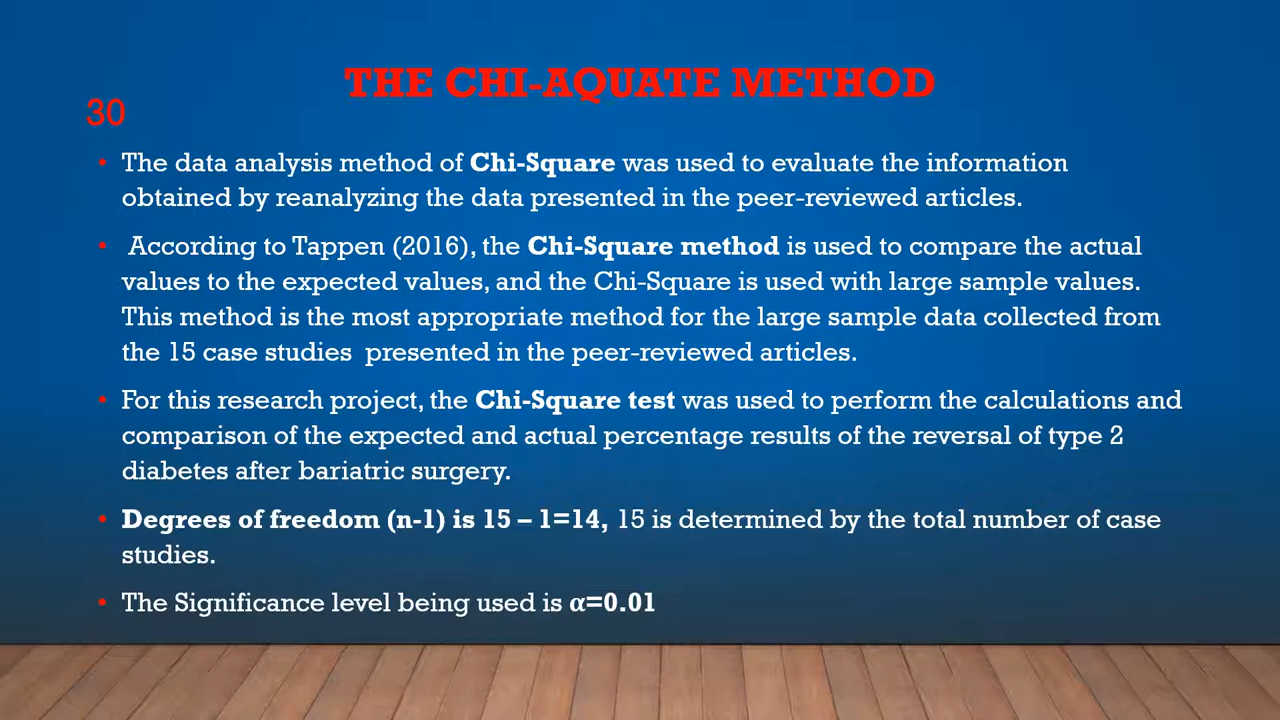 THE CHI-AQUATE METHOD
30
• The data analysis method of Chi-Square was used to evaluate the information
obtained by reanalyzing the data presented in the peer-reviewed articles.
• According to Tappen (2016), the Chi-Square method is used to compare the actual
values to the expected values, and the Chi-Square is used with large sample values.
This method is the most appropriate method for the large sample data collected from
the 15 case studies presented in the peer-reviewed articles.
• For this research project, the Chi-Square test was used to perform the calculations and
comparison of the expected and actual percentage results of the reversal of type 2
diabetes after bariatric surgery.
• Degrees of freedom (n-1) is 15 – 1=14, 15 is determined by the total number of case
studies.
• The Significance level being used is α=0.01